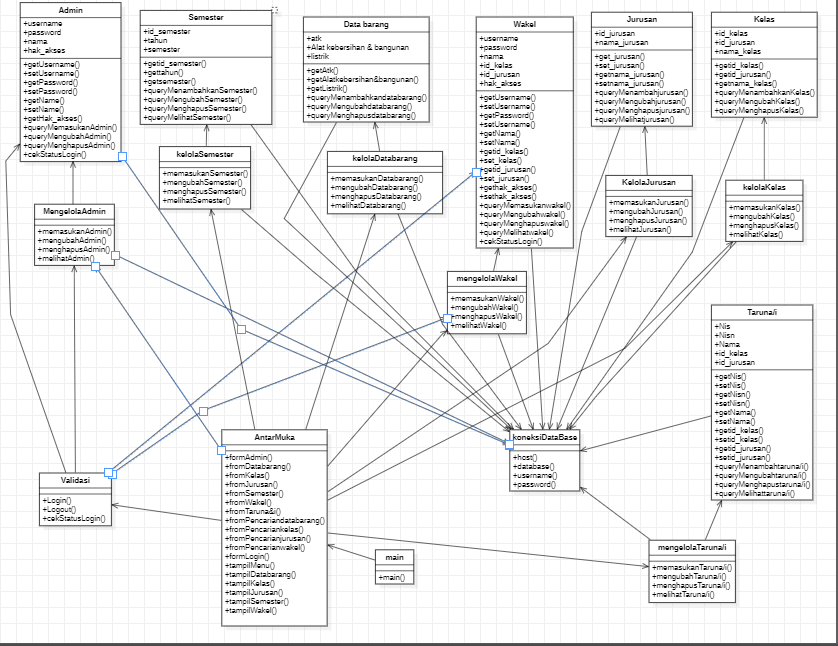 Admin
+username
+password
+nama
+hak_akses
+getUsername()
+setUsername()
+getPassword()
+setPassword()
+getName()
+setName()
+getHak_akses()
+queryMemasukanAdmin()
+queryMengubahAdmin()
+queryMenghapusAdmin()
+cekStatusLogin()
Semester
+id_semester
+tahun
+semester
+getid_semester()
+gettahun()
+getsemester()
+queryMenambahkanSemester()
+queryMengubahSemester()
+queryMenghapusSemester()
+queryMelihatSemester()
Data barang
+atk
+Alat kebersihan & bangunan
+listrik
+getAtk()
+getAlatkebersihan&bangunan()
+getListrik()
+queryMenambahkandatabarang()
+queryMengubahdatabarang()
+queryMenghapusdatabarang()
Wakel
+username
+password
+nama
+id_kelas
+id_jurusan
+hak_akses
+getUsername()
+setUsername()
+getPassword()
+setUsername()
+getNama()
+setNama()
+getid_kelas()
+set_kelas()
+getid_jurusan()
+set_jurusan()
+gethak_akses()
+sethak_akses()
+queryMemasukanwakel()
+queryMengubahwakel()
+queryMenghapuswakel()
+queryMelihatwakel()
+cekStatusLogin()
Jurusan
+id_jurusan
+nama_jurusan
+get_jurusan()
+set_jurusan()
+getnama_jurusan()
+setnama_jurusan()
+queryMenambahjurusan()
+queryMengubahjurusan()
+queryMenghapusjurusan()
+queryMelihatjurusan()
Kelas
+id_kelas
+id_jurusan
+nama_kelas
+getid_kelas()
+getid_jurusan()
+getnama_kelas()
+queryMenambahkanKelas()
+queryMengubahKelas()
+queryMenghapusKelas()
kelolaSemester
+memasukanSemester()
+mengubahSemester()
+menghapusSemester()
+melihatSemester()
kelolaDatabarang
+memasukanDatabarang()
+mengubahDatabarang()
+menghapusDatabarang()
+melihatDatabarang()
KelolaJurusan
+memasukanJurusan()
+mengubahJurusan()
+menghapusJurusan()
+melihatJurusan()
kelolaKelas
+memasukanKelas()
+mengubahKelas()
+menghapusKelas()
+melihatKelas()
MengelolaAdmin
+memasukanAdmin()
+mengubahAdmin()
+menghapusAdmin()
+melihatAdmin()
mengelolaWakel
+memasukanWakel()
+mengubahWakel()
+menghapusWakel()
+melihatWakel()
Taruna/i
+Nis
+Nisn
+Nama
+id_kelas
+id_jurusan
+getNis()
+setNis()
+getNisn()
+setNisn()
+getNama()
+setNama()
+getid_kelas()
+setid_kelas()
+getid_jurusan()
+setid_jurusan()
+queryMenambahtaruna/i()
+queryMengubahtaruna/i()
+queryMenghapustaruna/i()
+queryMelihattaruna/i()
AntarMuka
+formAdmin()
+fromDatabarang()
+fromKelas()
+fromJurusan()
+fromSemester()
+fromWakel()
+fromTaruna&i()
+fromPencariandatabarang()
+fromPencariankelas()
+fromPencarianjurusan()
+fromPencarianwakel()
+formLogin()
+tampilMenu()
+tampilDatabarang()
+tampilKelas()
+tampilJurusan()
+tampilSemester()
+tampilWakel()
koneksiDataBase
+host()
+database()
+username()
+password()
Validasi
+Login()
+Logout()
+cekStatusLogin()
main
+main()
mengelolaTaruna/i
+memasukanTaruna/i()
+mengubahTaruna/i()
+menghapusTaruna/i()
+melihatTaruna/i()